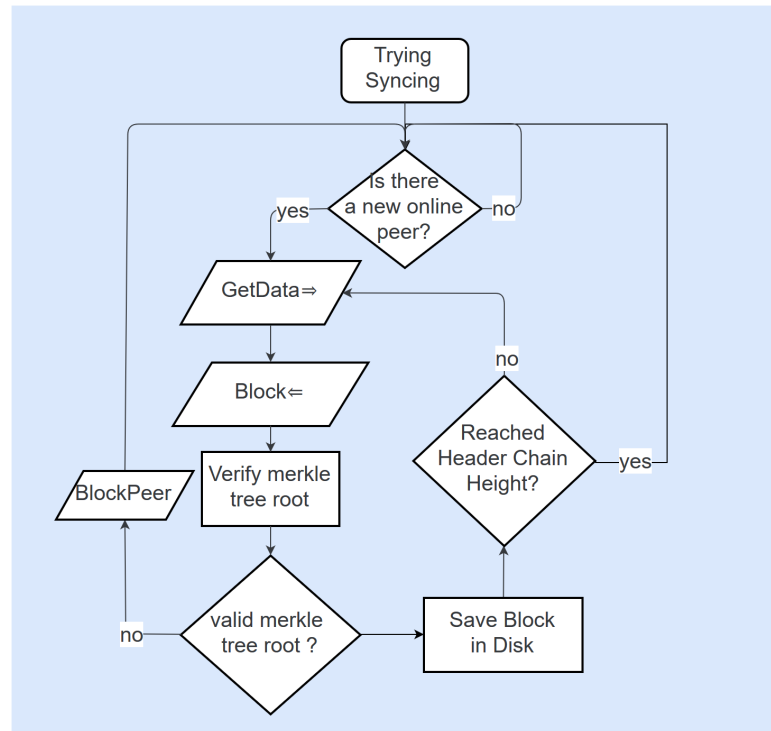 Trying
Syncing
Is there
a new online
peer?
yes
no
GetData⇒
no
Block⇐
Reached
Header Chain
Height?
yes
Verify merkle
tree root
BlockPeer
valid merkle
tree root ?
no
Save Block
in Disk